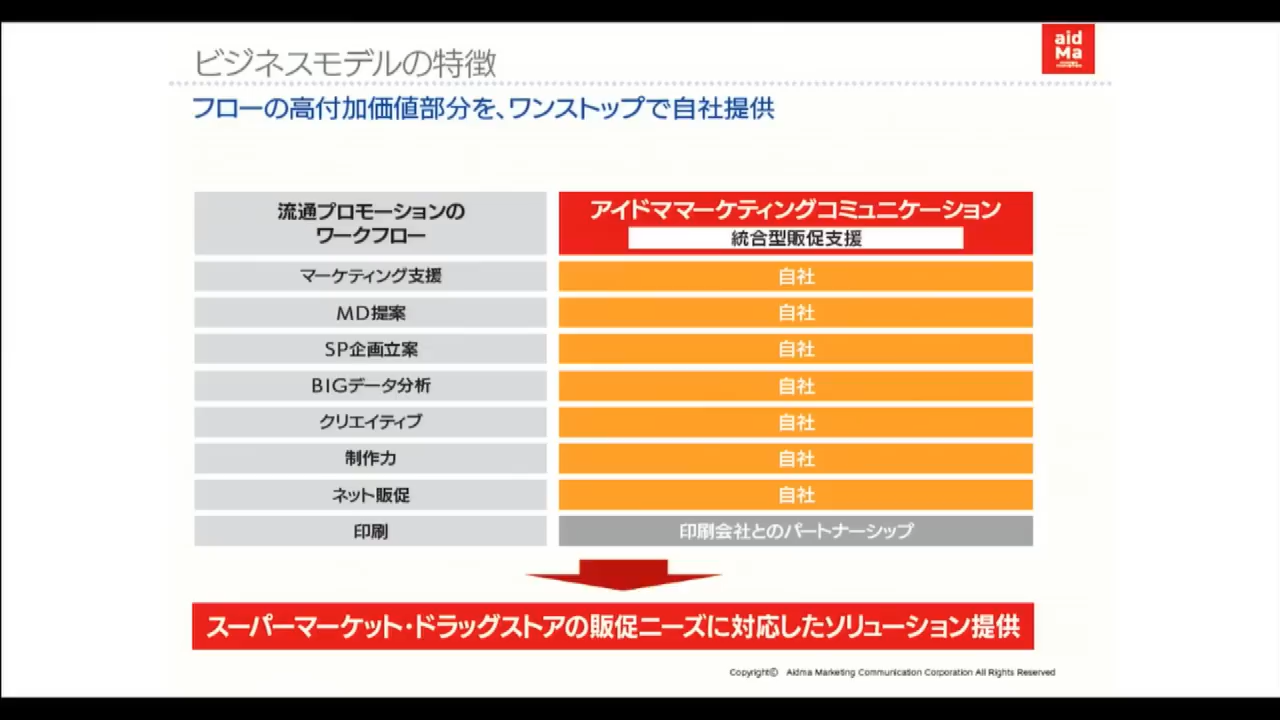 aid
Ma
ビジネスモデルの特徴
フローの高付加価値部分を、ワンストップで自社提供
流通プロモーションの
ワークフロー
アイドママーケティングコミュニケーション
統合型販促支援
マーケティング支援
自社
MD提案
自社
SP企画立案
自社
BIGデータ分析
自社
クリエイティブ
自社
制作力
自社
ネット販促
自社
印刷
印刷会社とのパートナーシップ
スーパーマーケット・ドラッグストアの販促ニーズに対応したソリューション提供
Copyright© Aidma Marketing Communication Corporation All Rights Reserved